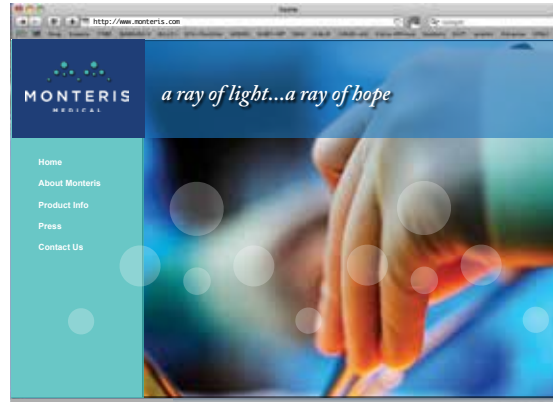 http://www.monteris.com
MONTERIS
MEDICAL
a ray of light...a ray of hope
Home
About Monteris
Product Info
Press
Contact Us